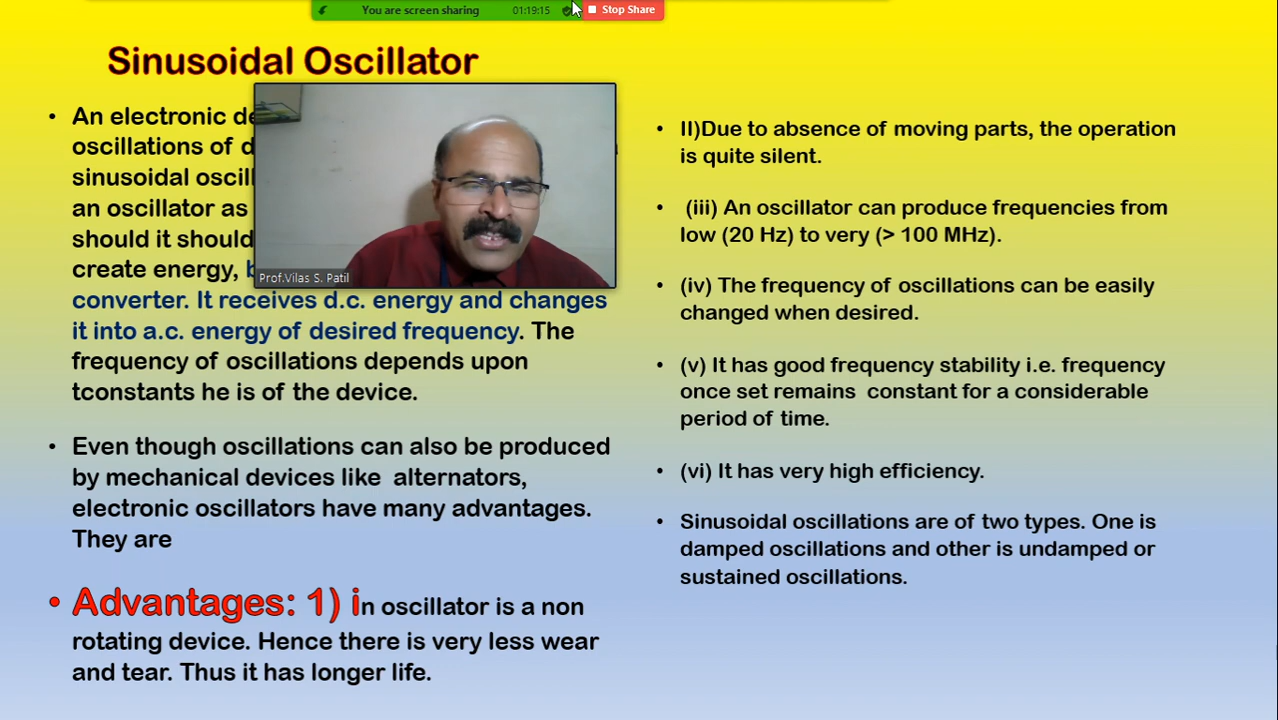 You are screen sharing 01:19:15 Stop Share
Sinusoidal Oscillator
• An electronic de
oscillations of d
sinusoidal oscil
an oscillator as
should it should
create energy,
converter. It receives d.c. energy and changes
it into a.c. energy of desired frequency. The
frequency of oscillations depends upon
tconstants he is of the device.
• Even though oscillations can also be produced
by mechanical devices like alternators,
electronic oscillators have many advantages.
They are
• Advantages: 1) in oscillator is a non
rotating device. Hence there is very less wear
and tear. Thus it has longer life.
Prof.Vilas S. Patil
• II)Due to absence of moving parts, the operation
is quite silent.
• (iii) An oscillator can produce frequencies from
low (20 Hz) to very (> 100 MHz).
• (iv) The frequency of oscillations can be easily
changed when desired.
• (v) It has good frequency stability i.e. frequency
once set remains constant for a considerable
period of time.
• (vi) It has very high efficiency.
• Sinusoidal oscillations are of two types. One is
damped oscillations and other is undamped or
sustained oscillations.